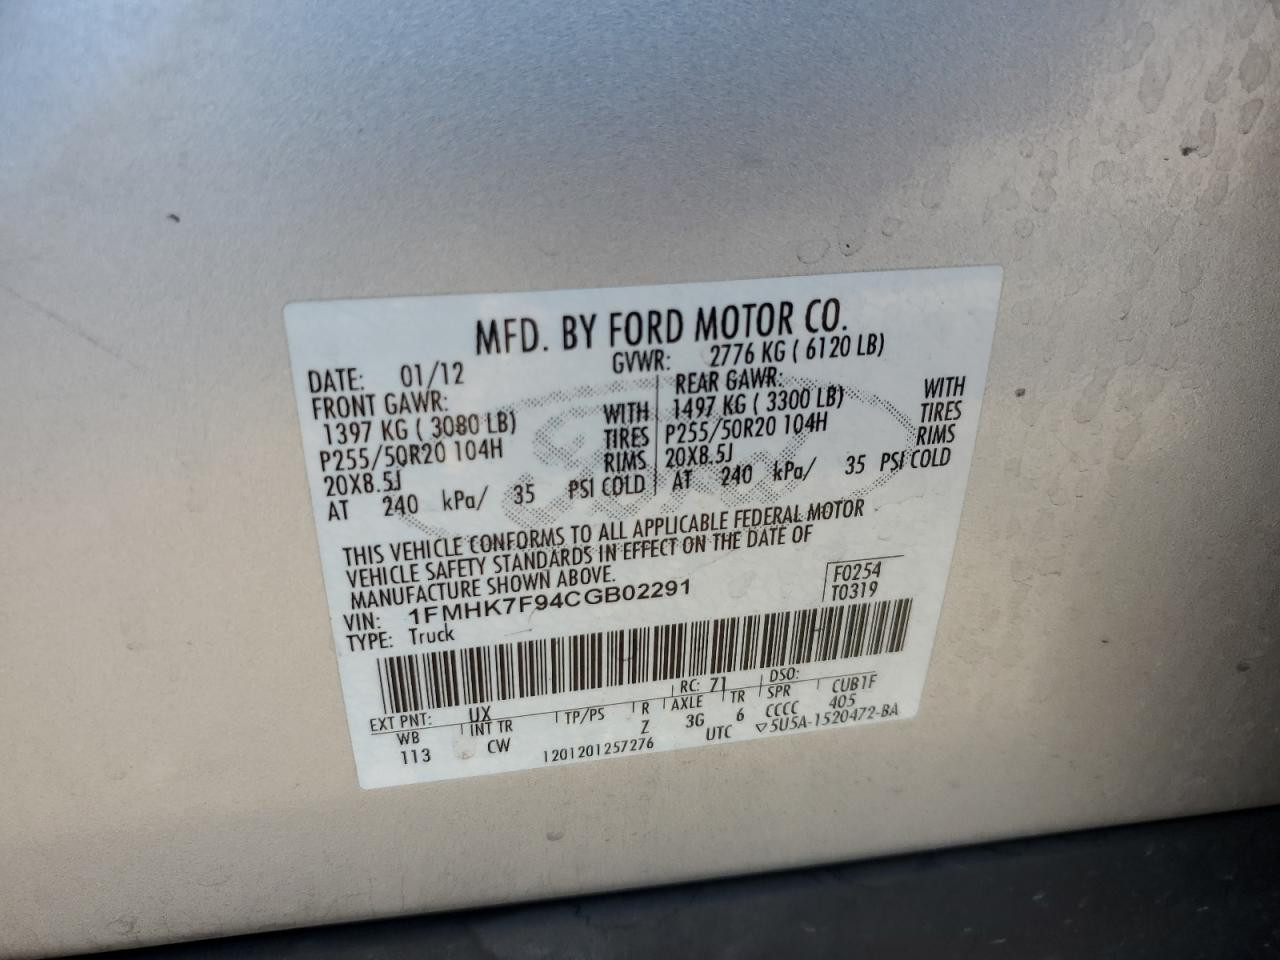 MFD. BY FORD MOTOR CO.
DATE: 01/12 GVWR: 2776 KG ( 6120 LB)
FRONT GAWR: REAR GAWR:
1397 KG ( 3080 LB) WITH 1497 KG ( 3300 LB) WITH
P255/50R20 104H TIRES P255/50R20 104H TIRES
20X8.5J RIMS 20X8.5J RIMS
AT 240 kPa/ 35 PSI COLD AT 240 kPa/ 35 PSI COLD
THIS VEHICLE CONFORMS TO ALL APPLICABLE FEDERAL MOTOR
VEHICLE SAFETY STANDARDS IN EFFECT ON THE DATE OF
MANUFACTURE SHOWN ABOVE.
F0254
VIN: 1FMHK7F94CGB02291 T0319
TYPE: Truck
EXT PNT: UX RC: 71 DSO:
WB INT TR TP/PS R AXLE TR SPR CUB1F
113 CW Z 3G 6 CCCC 405
1201201257276 UTC ▽5U5A-1520472-BA